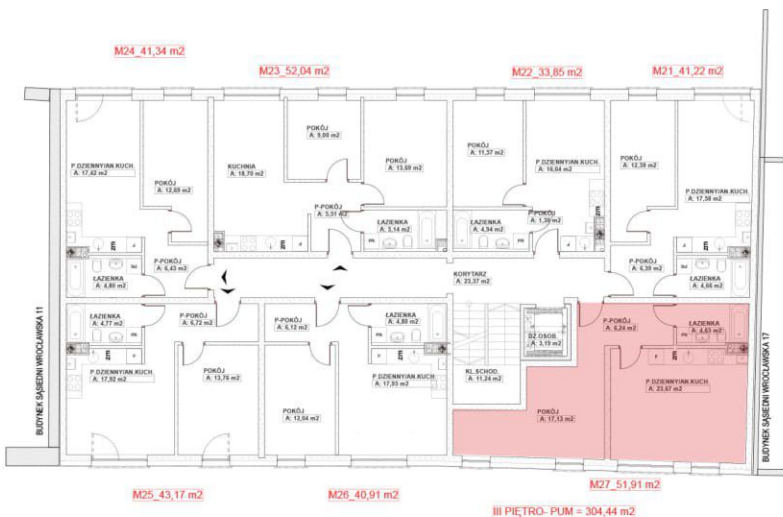 M24_41,34 m2
M23_52,04 m2
M22_33,85 m2
M21_41,22 m2
P.DZIENNY/AN.KUCH.
A: 17,42 m2
POKÓJ
A: 12,69 m2
KUCHNIA
A: 18,70 m2
POKÓJ
A: 9,00 m2
POKÓJ
A: 13,69 m2
POKÓJ
A: 11,37 m2
P.DZIENNY/AN.KUCH.
A: 16,04 m2
POKÓJ
A: 12,59 m2
P.DZIENNY/AN.KUCH.
A: 17,58 m2
P-POKÓJ
A: 5,51 m2
ŁAZIENKA
A: 5,14 m2
ŁAZIENKA
A: 4,94 m2
P-POKÓJ
A: 1,50 m2
ŁAZIENKA
A: 4,80 m2
P-POKÓJ
A: 6,43 m2
KORYTARZ
A: 23,37 m2
P-POKÓJ
A: 6,39 m2
ŁAZIENKA
A: 4,66 m2
ŁAZIENKA
A: 4,77 m2
P-POKÓJ
A: 6,72 m2
P-POKÓJ
A: 6,12 m2
ŁAZIENKA
A: 4,80 m2
DŹ.OSOB.
A: 3,19 m2
P-POKÓJ
A: 6,24 m2
ŁAZIENKA
A: 4,63 m2
P.DZIENNY/AN.KUCH.
A: 17,92 m2
POKÓJ
A: 13,76 m2
POKÓJ
A: 12,04 m2
P.DZIENNY/AN.KUCH.
A: 17,93 m2
KL.SCHOD.
A: 11,24 m2
POKÓJ
A: 17,13 m2
P.DZIENNY/AN.KUCH.
A: 23,67 m2
BUDYNEK SĄSIEDNI WROCŁAWSKA 11
BUDYNEK SĄSIEDNI WROCŁAWSKA 17
M25_43,17 m2
M26_40,91 m2
M27_51,91 m2
III PIĘTRO- PUM = 304,44 m2